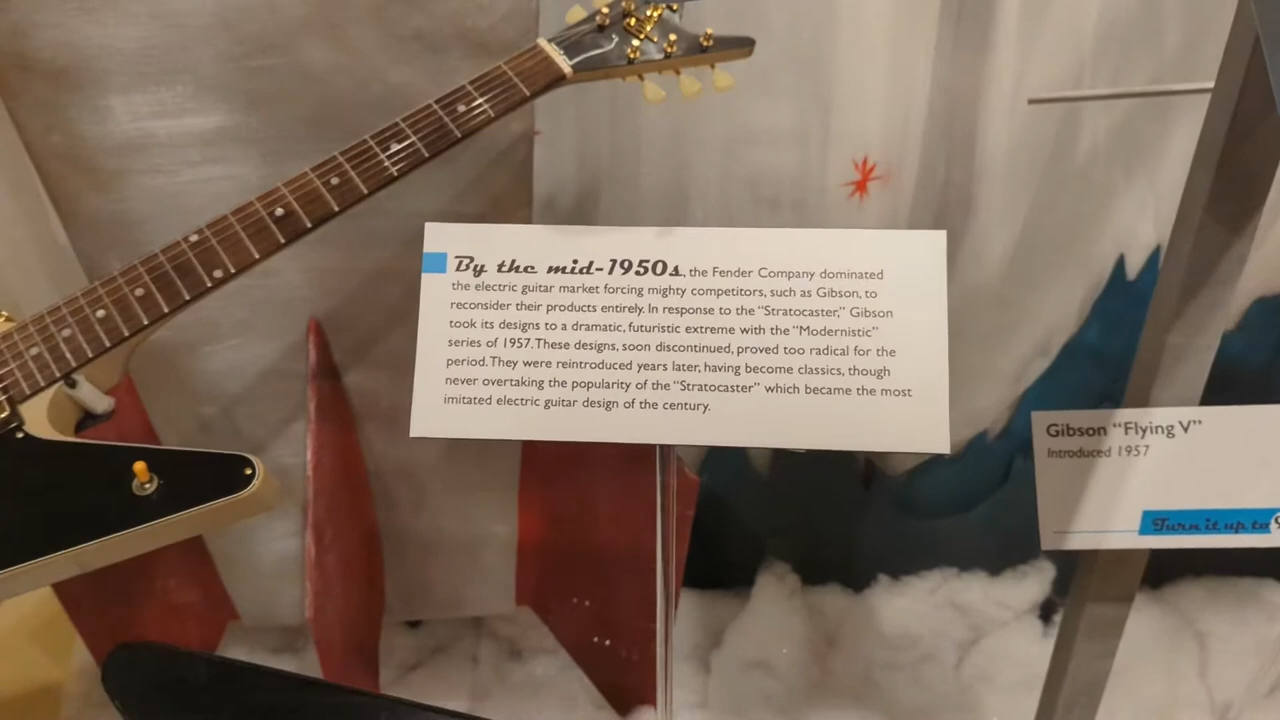 By the mid-1950s, the Fender Company dominated
the electric guitar market forcing mighty competitors, such as Gibson, to
reconsider their products entirely. In response to the "Stratocaster," Gibson
took its designs to a dramatic, futuristic extreme with the "Modernistic"
series of 1957. These designs, soon discontinued, proved too radical for the
period. They were reintroduced years later, having become classics, though
never overtaking the popularity of the "Stratocaster" which became the most
imitated electric guitar design of the century.
Gibson "Flying V"
Introduced 1957
Turn it up to